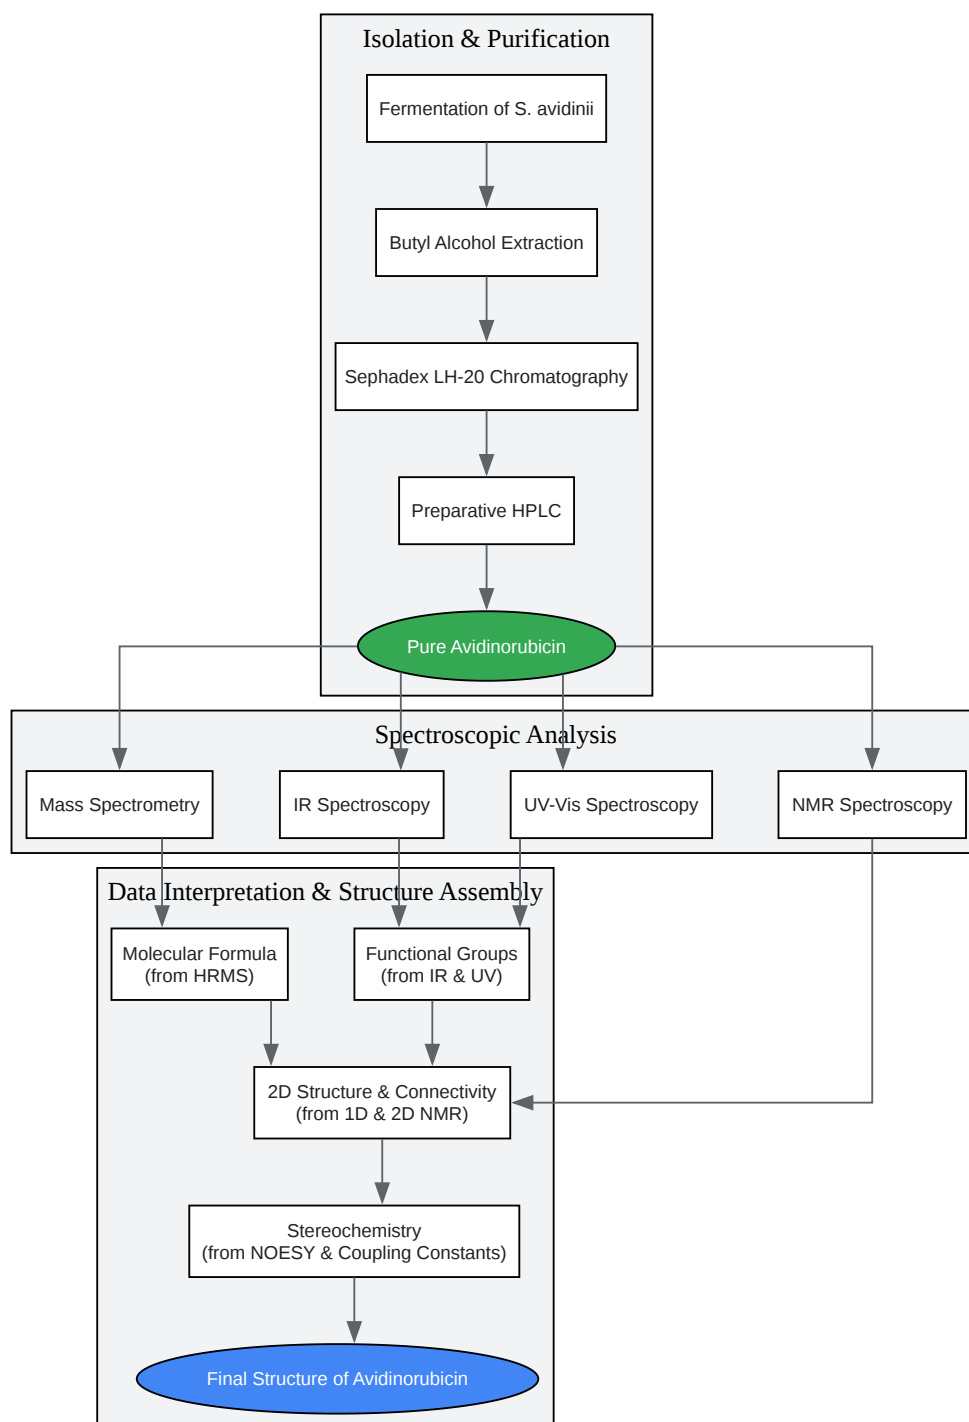 Isolation & Purification
Fermentation of S. avidinii
Butyl Alcohol Extraction
Sephadex LH-20 Chromatography
Preparative HPLC
Pure Avidinorubicin
Spectroscopic Analysis
Mass Spectrometry
IR Spectroscopy
UV-Vis Spectroscopy
NMR Spectroscopy
Data Interpretation & Structure Assembly
Molecular Formula
(from HRMS)
Functional Groups
(from IR & UV)
2D Structure & Connectivity
(from 1D & 2D NMR)
Stereochemistry
(from NOESY & Coupling Constants)
Final Structure of Avidinorubicin